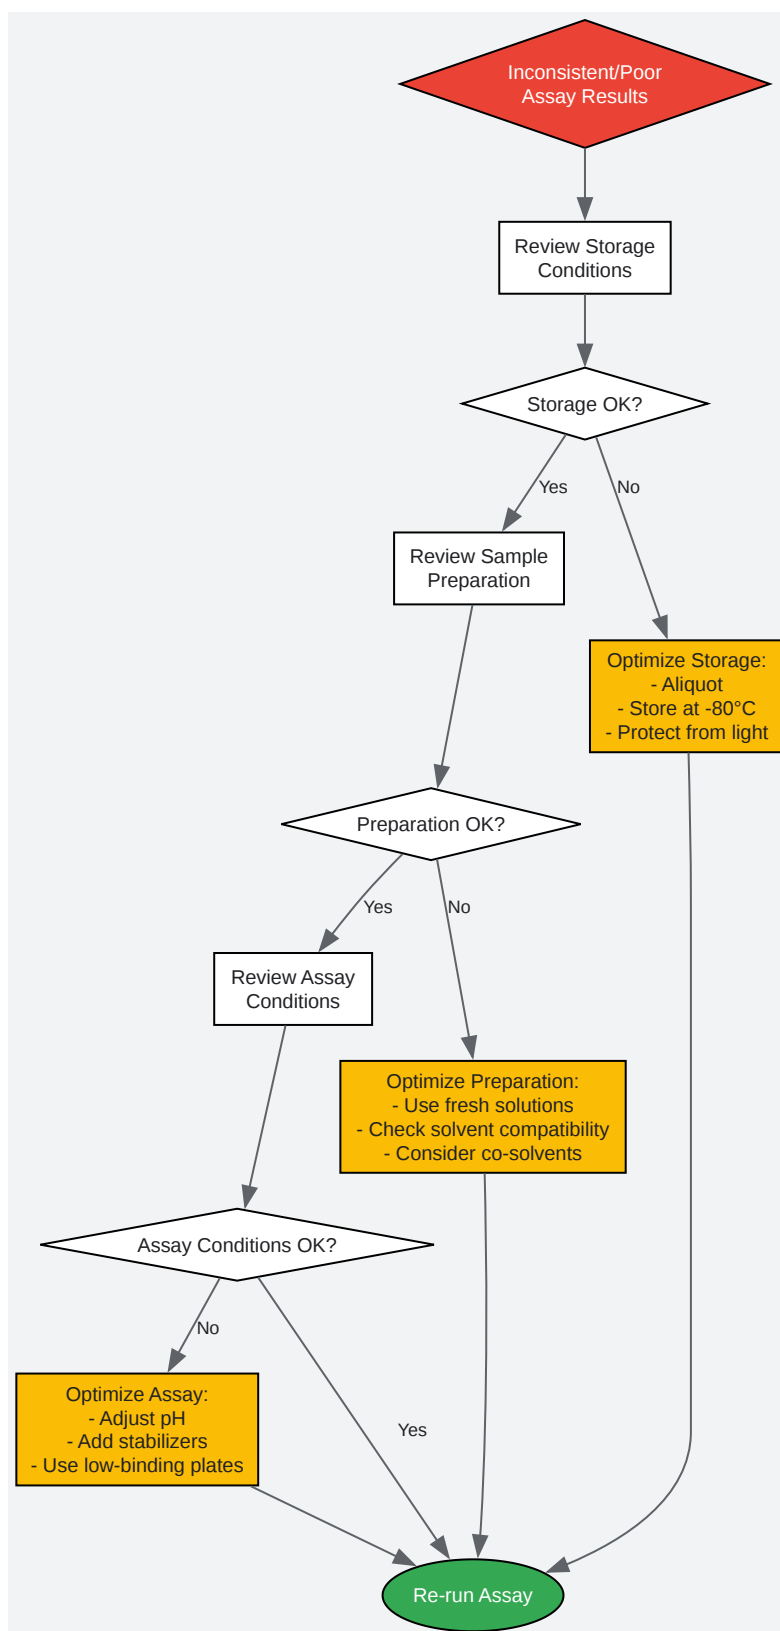 Inconsistent/Poor
Assay Results
Review Storage
Conditions
Storage OK?
Yes
No
Review Sample
Preparation
Optimize Storage:
- Aliquot
- Store at -80°C
- Protect from light
Preparation OK?
Yes
No
Review Assay
Conditions
Optimize Preparation:
- Use fresh solutions
- Check solvent compatibility
- Consider co-solvents
Assay Conditions OK?
No
Optimize Assay:
- Adjust pH
- Add stabilizers
- Use low-binding plates
Yes
Re-run Assay